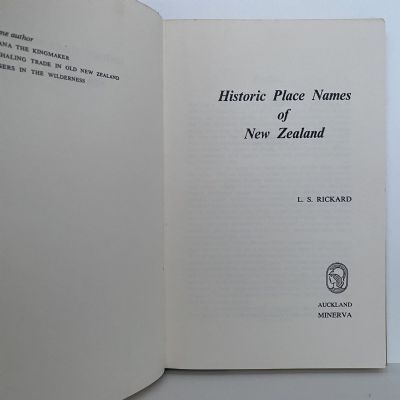 me author
ANA THE KINGMAKER
HALING TRADE IN OLD NEW ZEALAND
GERS IN THE WILDERNESS
Historic Place Names
of
New Zealand
L. S. RICKARD
AUCKLAND
MINERVA